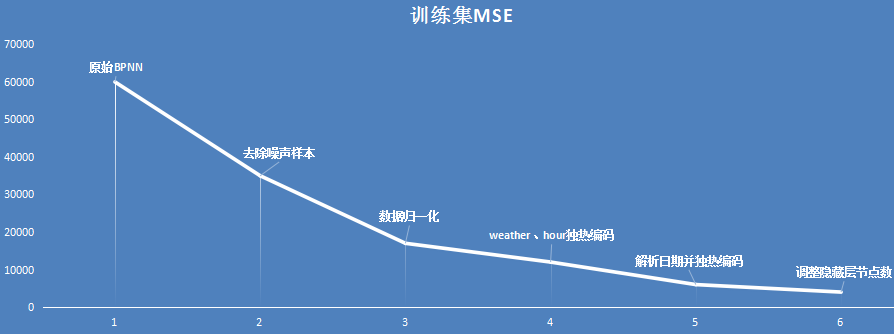 训练集MSE
70000
60000
50000
40000
30000
20000
10000
0
原始BPNN
去除噪声样本
数据归一化
weather、hour独热编码
解析日期并独热编码
调整隐藏层节点数
1 2 3 4 5 6